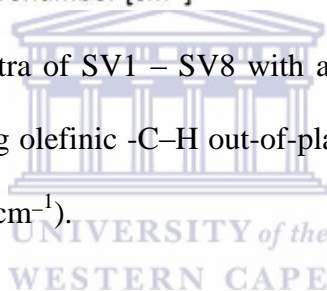 tra of SV1 – SV8 with a
g olefinic -C–H out-of-pla
cm⁻¹).
UNIVERSITY of the
WESTERN CAPE